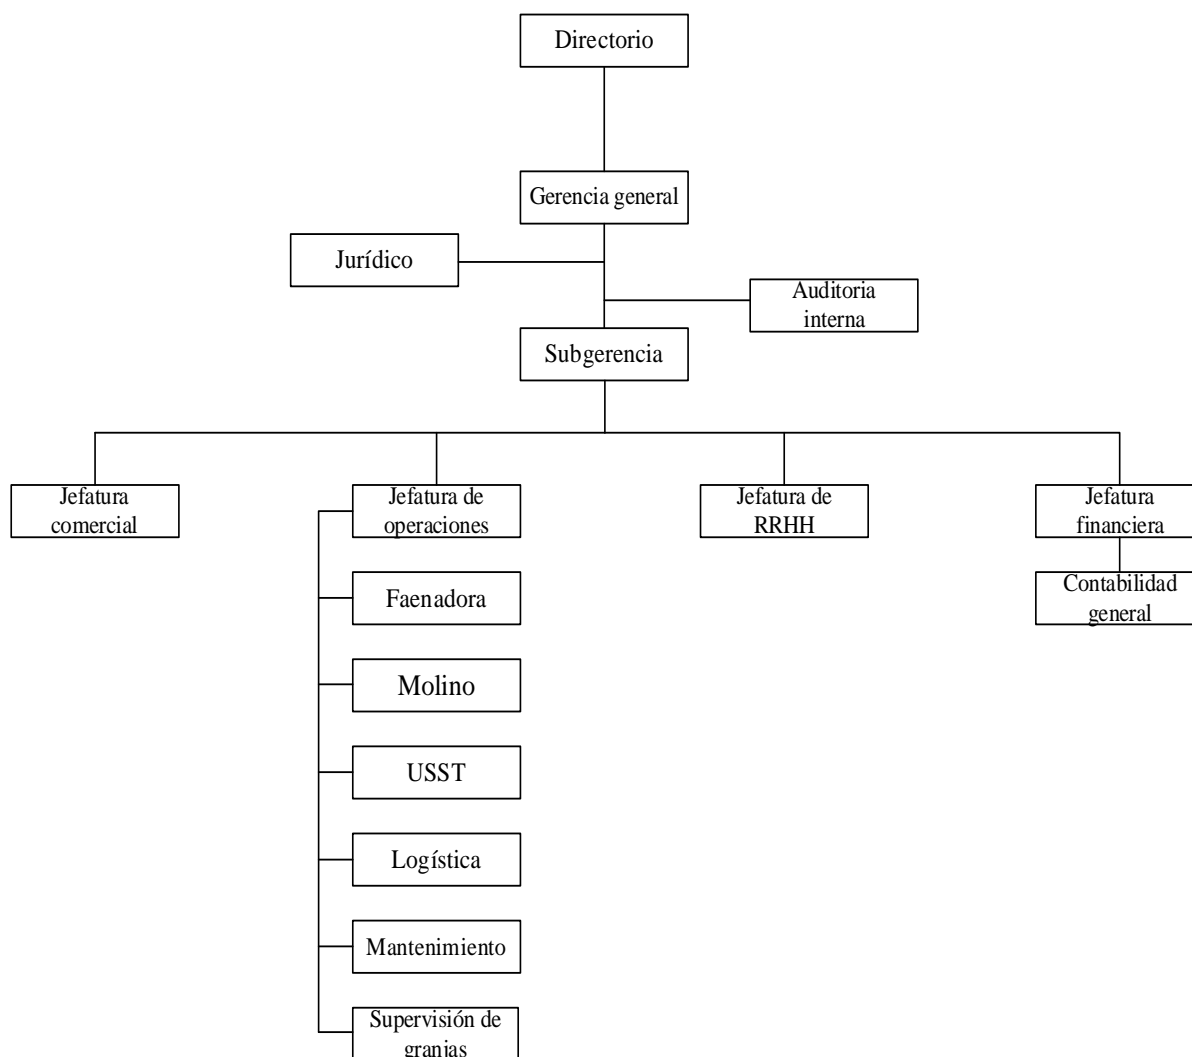 Directorio
Gerencia general
Jurídico
Auditoria
interna
Subgerencia
Jefatura
comercial
Jefatura de
operaciones
Jefatura de
RRHH
Jefatura
financiera
Faenadora
Contabilidad
general
Molino
USST
Logística
Mantenimiento
Supervisión de
granjas